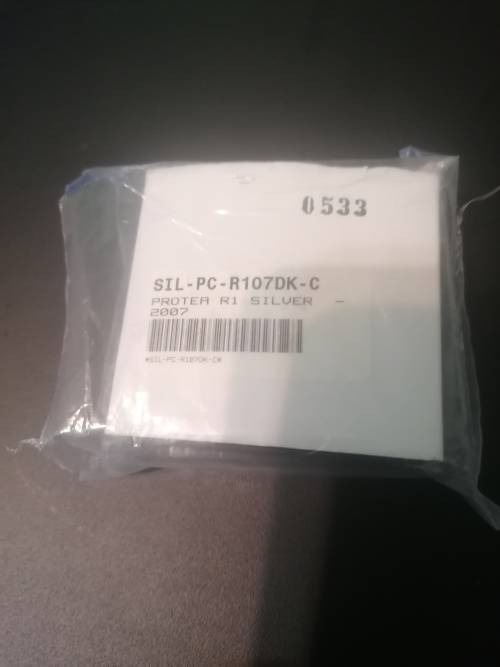 0533
SIL-PC-R107DK-C
PROTEA R1 SILVER -
2007
*SIL-PC-R107DK-C*